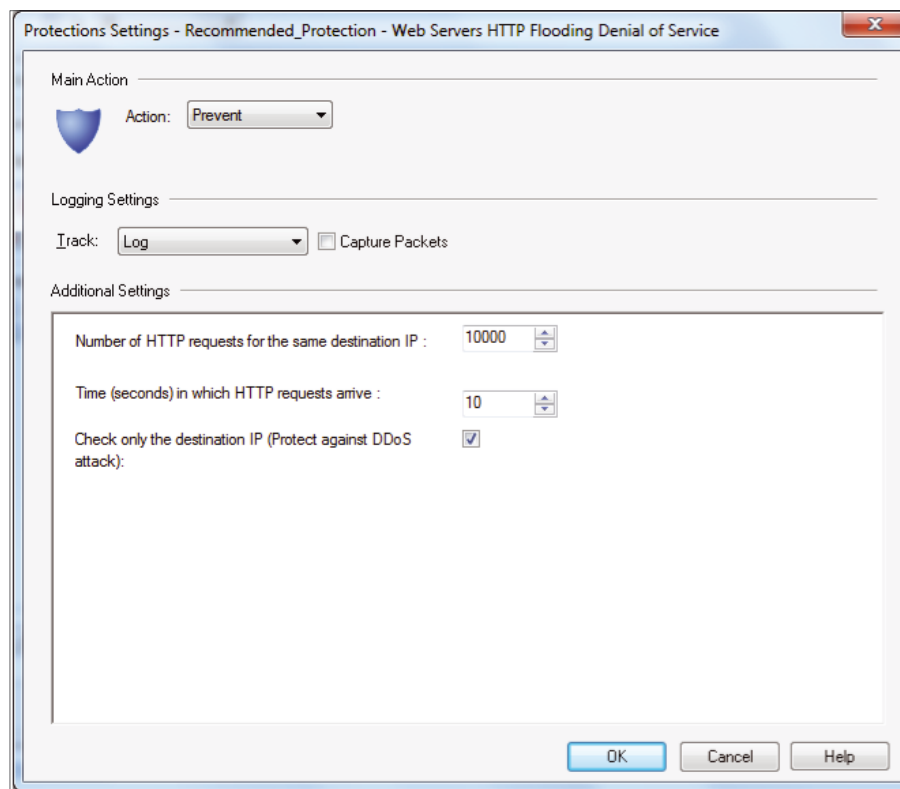 Protections Settings - Recommended_Protection - Web Servers HTTP Flooding Denial of Service
X
Main Action
Action: Prevent
Logging Settings
Track: Log Capture Packets
Additional Settings
Number of HTTP requests for the same destination IP : 10000
Time (seconds) in which HTTP requests arrive : 10
Check only the destination IP (Protect against DDoS
attack):
OK Cancel Help